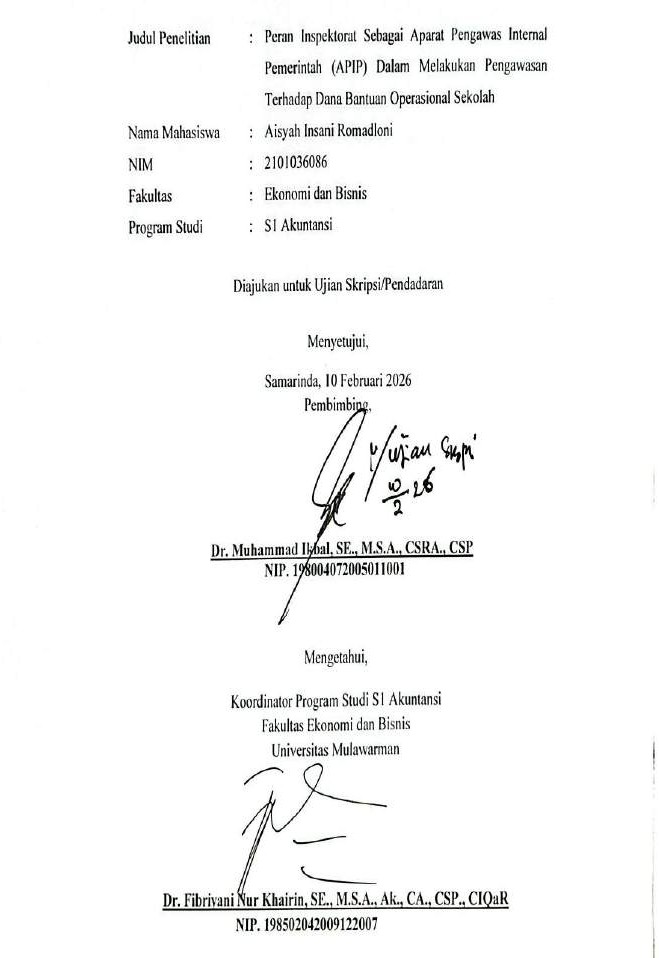 Judul Penelitian : Peran Inspektorat Sebagai Aparat Pengawas Internal
Pemerintah (APIP) Dalam Melakukan Pengawasan
Terhadap Dana Bantuan Operasional Sekolah
Nama Mahasiswa : Aisyah Insani Romadloni
NIM : 2101036086
Fakultas : Ekonomi dan Bisnis
Program Studi : S1 Akuntansi
Diajukan untuk Ujian Skripsi/Pendadaran
Menyetujui,
Samarinda, 10 Februari 2026
Pembimbing,
ujian skripsi
10/2 26
Dr. Muhammad Ikbal, SE., M.S.A., CSRA., CSP
NIP. 198004072005011001
Mengetahui,
Koordinator Program Studi S1 Akuntansi
Fakultas Ekonomi dan Bisnis
Universitas Mulawarman
Dr. Fibriyani Nur Khairin, SE., M.S.A., Ak., CA., CSP., CIQaR
NIP. 198502042009122007